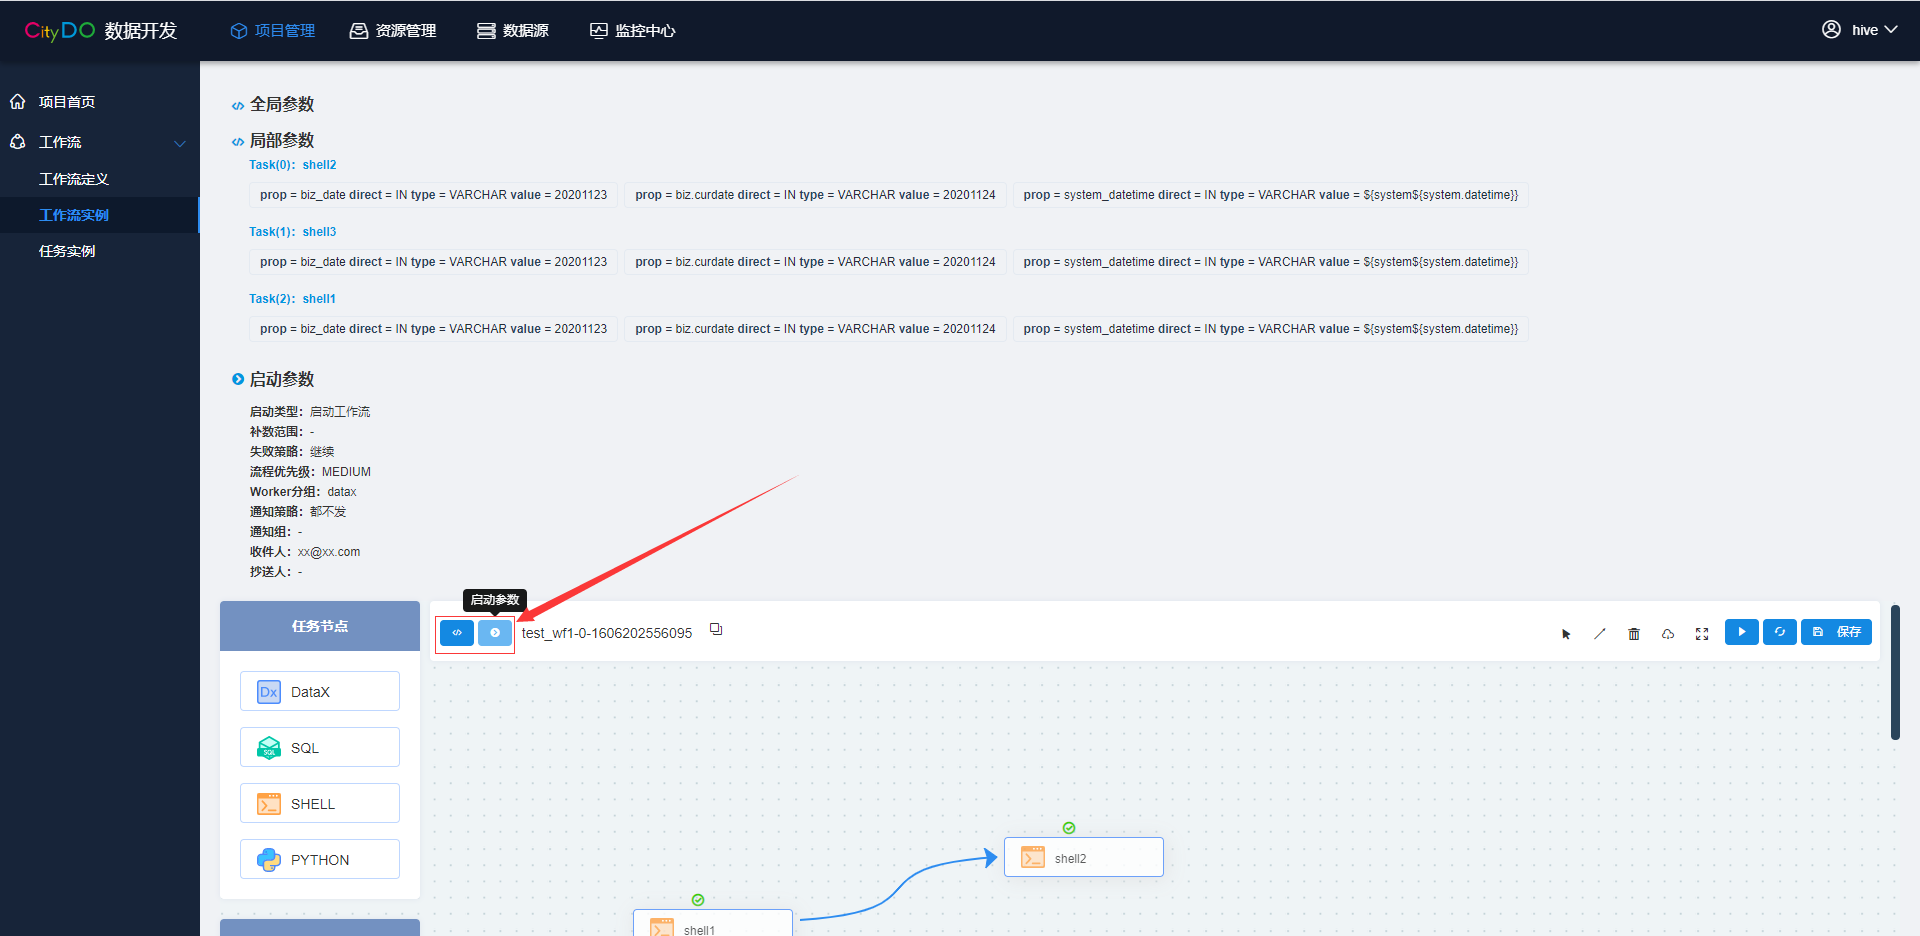 CityDO 数据开发 项目管理 资源管理 数据源 监控中心 hive
项目首页
工作流
工作流定义
工作流实例
任务实例
全局参数
局部参数
Task(0)：shell2
prop = biz_date direct = IN type = VARCHAR value = 20201123 prop = biz.curdate direct = IN type = VARCHAR value = 20201124 prop = system_datetime direct = IN type = VARCHAR value = ${system${system.datetime}}
Task(1)：shell3
prop = biz_date direct = IN type = VARCHAR value = 20201123 prop = biz.curdate direct = IN type = VARCHAR value = 20201124 prop = system_datetime direct = IN type = VARCHAR value = ${system${system.datetime}}
Task(2)：shell1
prop = biz_date direct = IN type = VARCHAR value = 20201123 prop = biz.curdate direct = IN type = VARCHAR value = 20201124 prop = system_datetime direct = IN type = VARCHAR value = ${system${system.datetime}}
启动参数
启动类型：启动工作流
补数范围：-
失败策略：继续
流程优先级：MEDIUM
Worker分组：datax
通知策略：都不发
通知组：-
收件人：xx@xx.com
抄送人：-
启动参数
任务节点
test_wf1-0-1606202556095
保存
Dx DataX
SQL SQL
SHELL
PYTHON
shell2
shell1